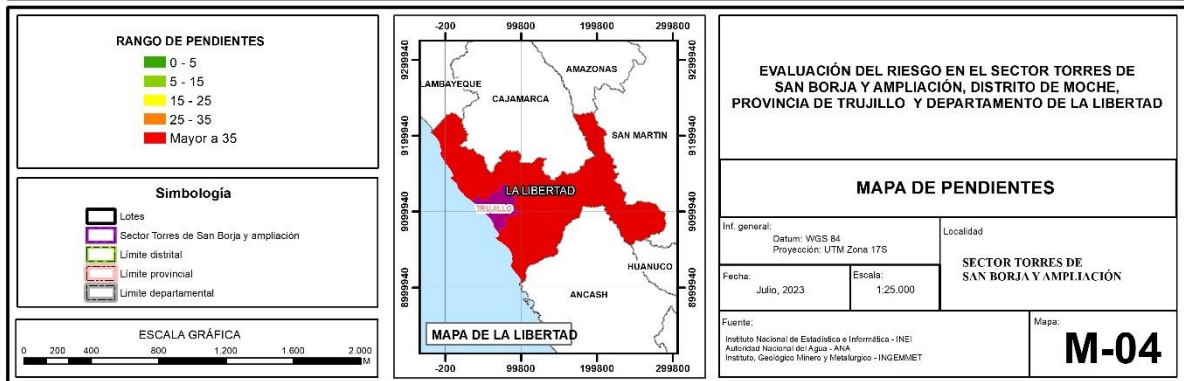 RANGO DE PENDIENTES
0 - 5
5 - 15
15 - 25
25 - 35
Mayor a 35
Simbología
Lotes
Sector Torres de San Borja y ampliación
Límite distrital
Límite provincial
Límite departamental
ESCALA GRÁFICA
0 200 400 800 1.200 1.600 2.000
M
-200 99800 199800 299800
9299940 9299940
AMAZONAS
LAMBAYEQUE
CAJAMARCA
SAN MARTIN
9199940 9199940
LA LIBERTAD
TRUJILLO
9099940 9099940
HUANUCO
ANCASH
8999940 8999940
MAPA DE LA LIBERTAD
-200 99800 199800 299800
EVALUACIÓN DEL RIESGO EN EL SECTOR TORRES DE
SAN BORJA Y AMPLIACIÓN, DISTRITO DE MOCHE,
PROVINCIA DE TRUJILLO Y DEPARTAMENTO DE LA LIBERTAD
MAPA DE PENDIENTES
Inf. general:
Datum: WGS 84
Proyección: UTM Zona 17S
Localidad
SECTOR TORRES DE
SAN BORJA Y AMPLIACIÓN
Fecha:
Julio, 2023
Escala:
1:25.000
Fuente:
Instituto Nacional de Estadística e Informática - INEI
Autoridad Nacional del Agua - ANA
Instituto, Geológico Minero y Metalurgico - INGEMMET
Mapa:
M-04